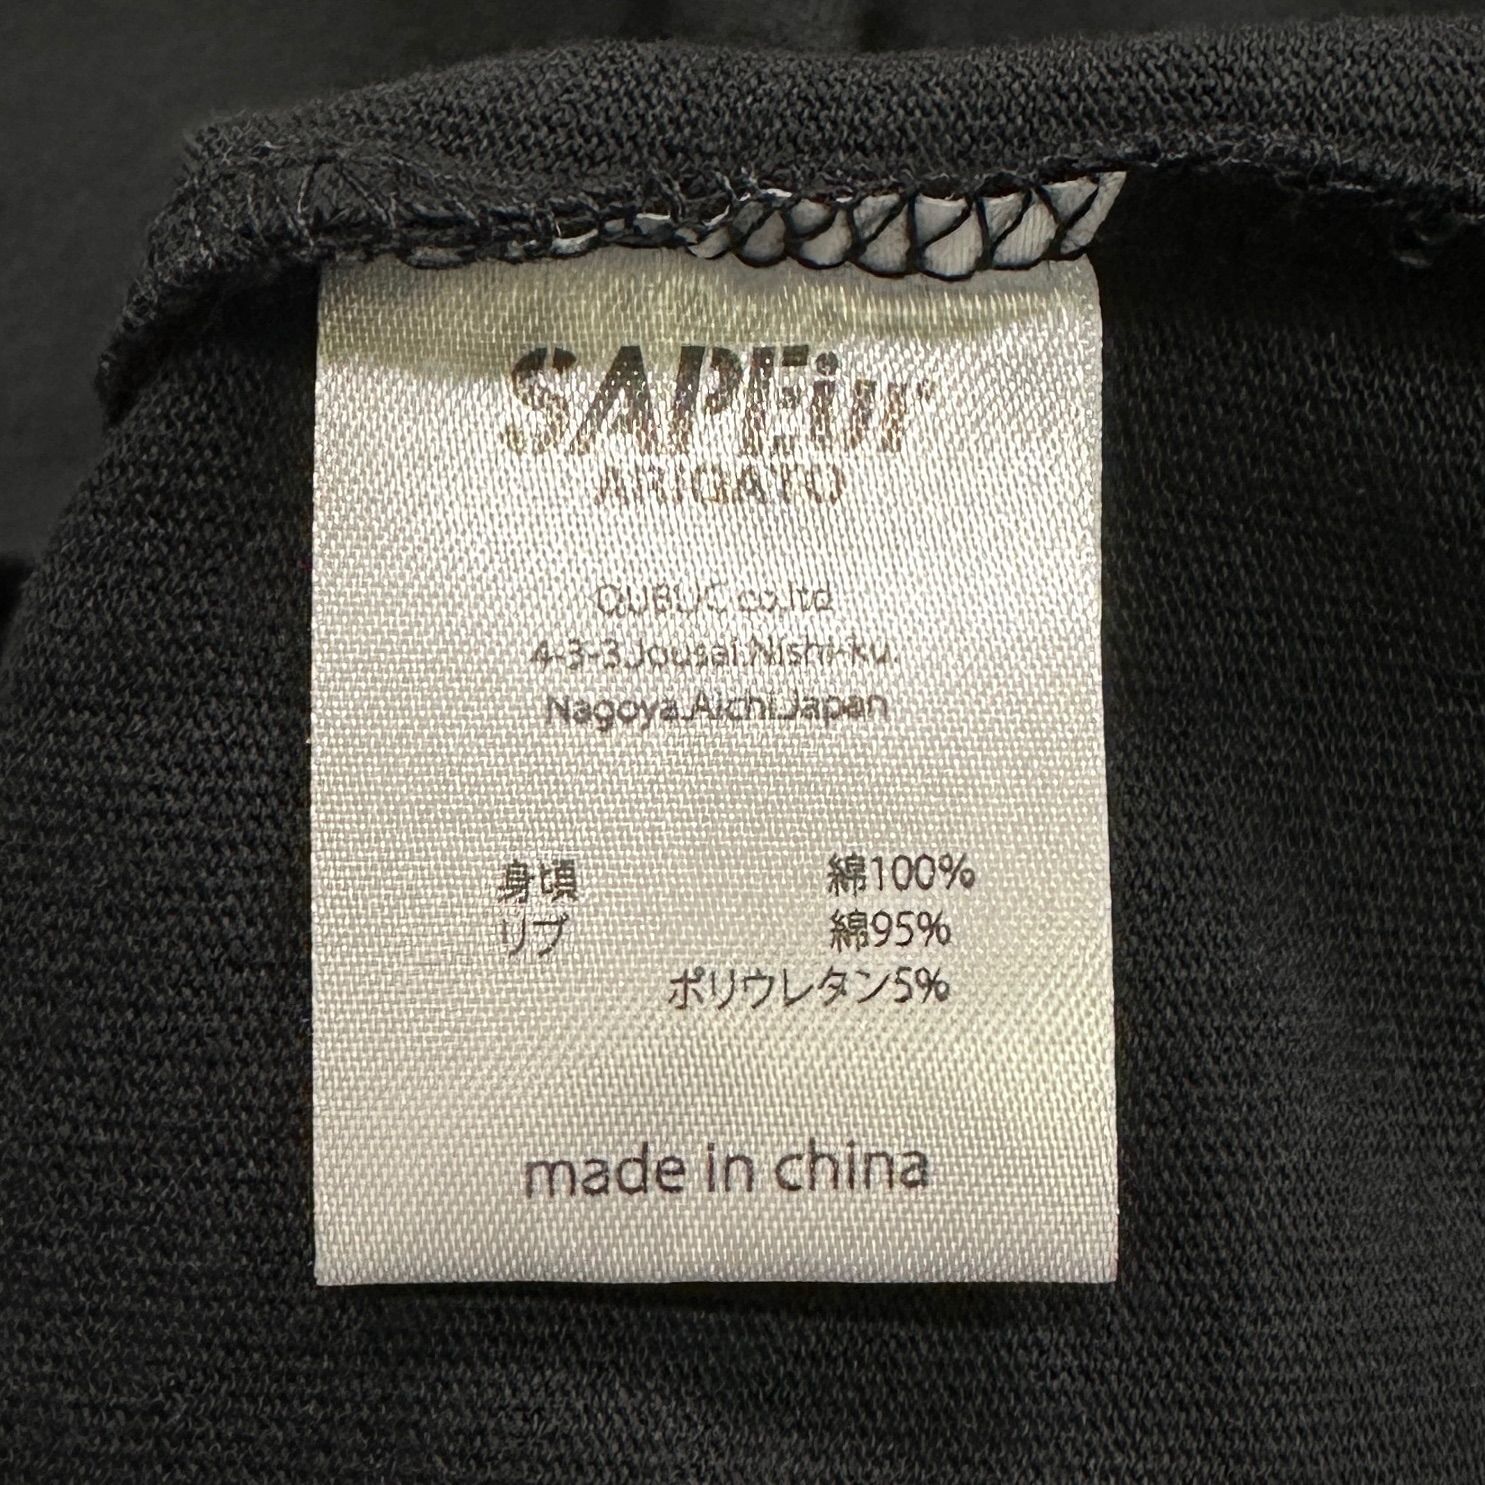 SAPEur
ARIGATO
QUBUC co.ltd
4-3-3,Jousai,Nishi-ku,
Nagoya,Aichi,Japan
身頃 綿100%
リブ 綿95%
ポリウレタン5%
made in china